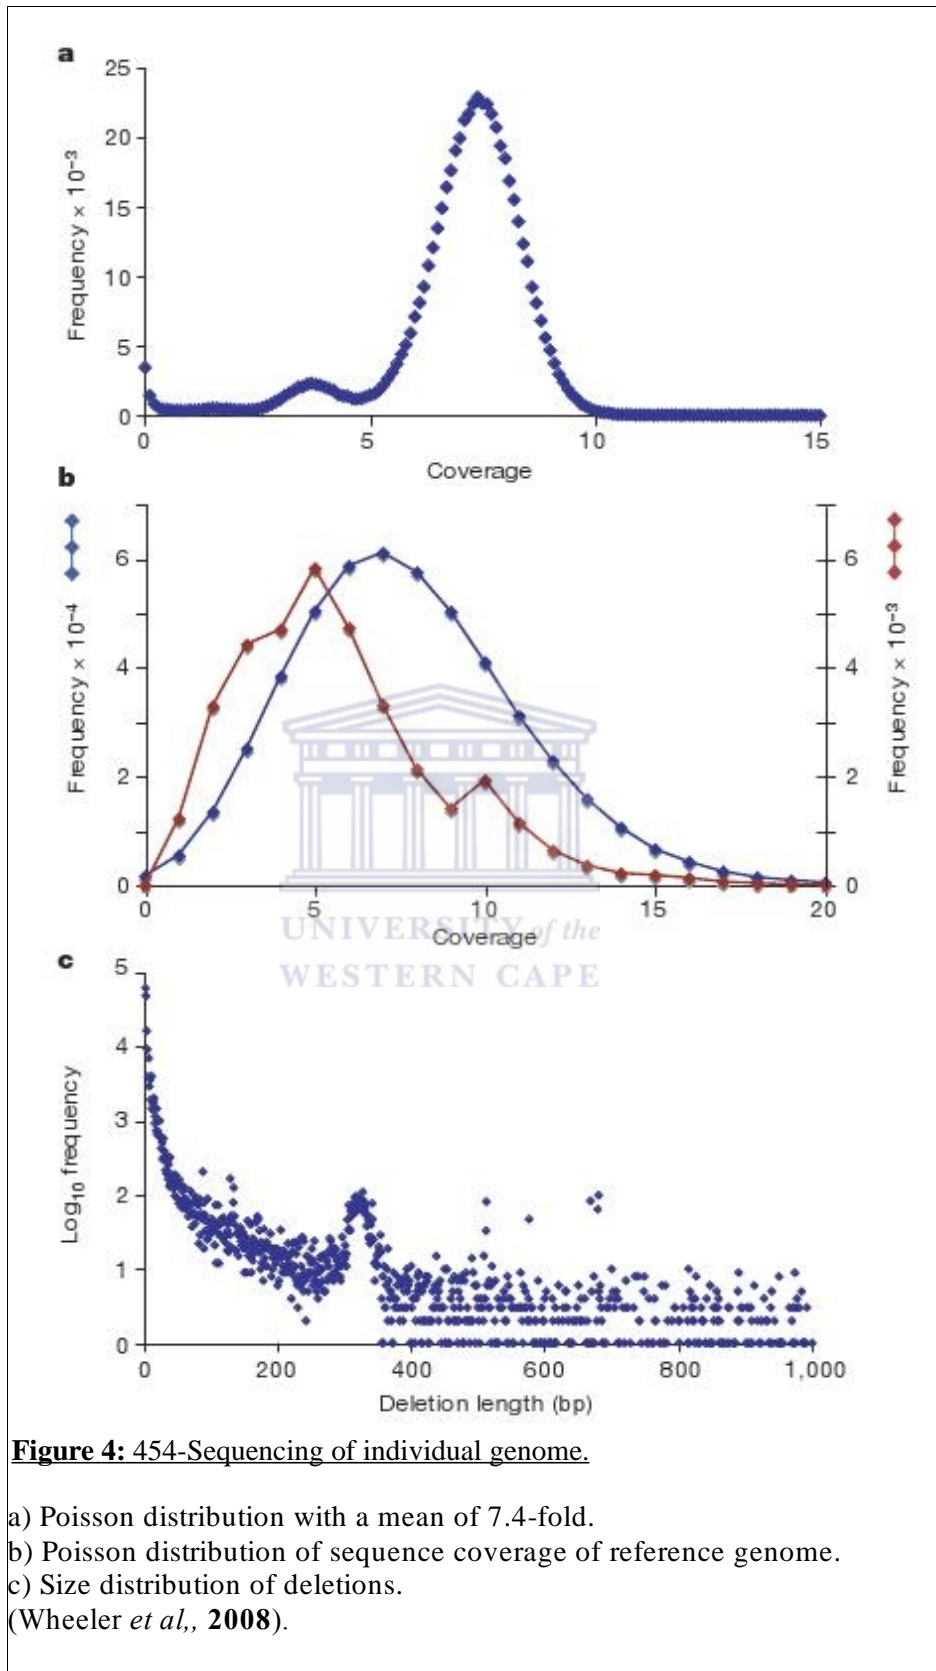 a
25
20
15
10
5
0
Frequency × 10⁻³
0 5 10 15
Coverage
b
6
4
2
0
Frequency × 10⁻⁴
6
4
2
0
Frequency × 10⁻³
0 5 10 15 20
Coverage
UNIVERSITY of the
WESTERN CAPE
c
5
4
3
2
1
0
Log₁₀ frequency
0 200 400 600 800 1,000
Deletion length (bp)
Figure 4: 454-Sequencing of individual genome.
a) Poisson distribution with a mean of 7.4-fold.
b) Poisson distribution of sequence coverage of reference genome.
c) Size distribution of deletions.
(Wheeler et al,, 2008).